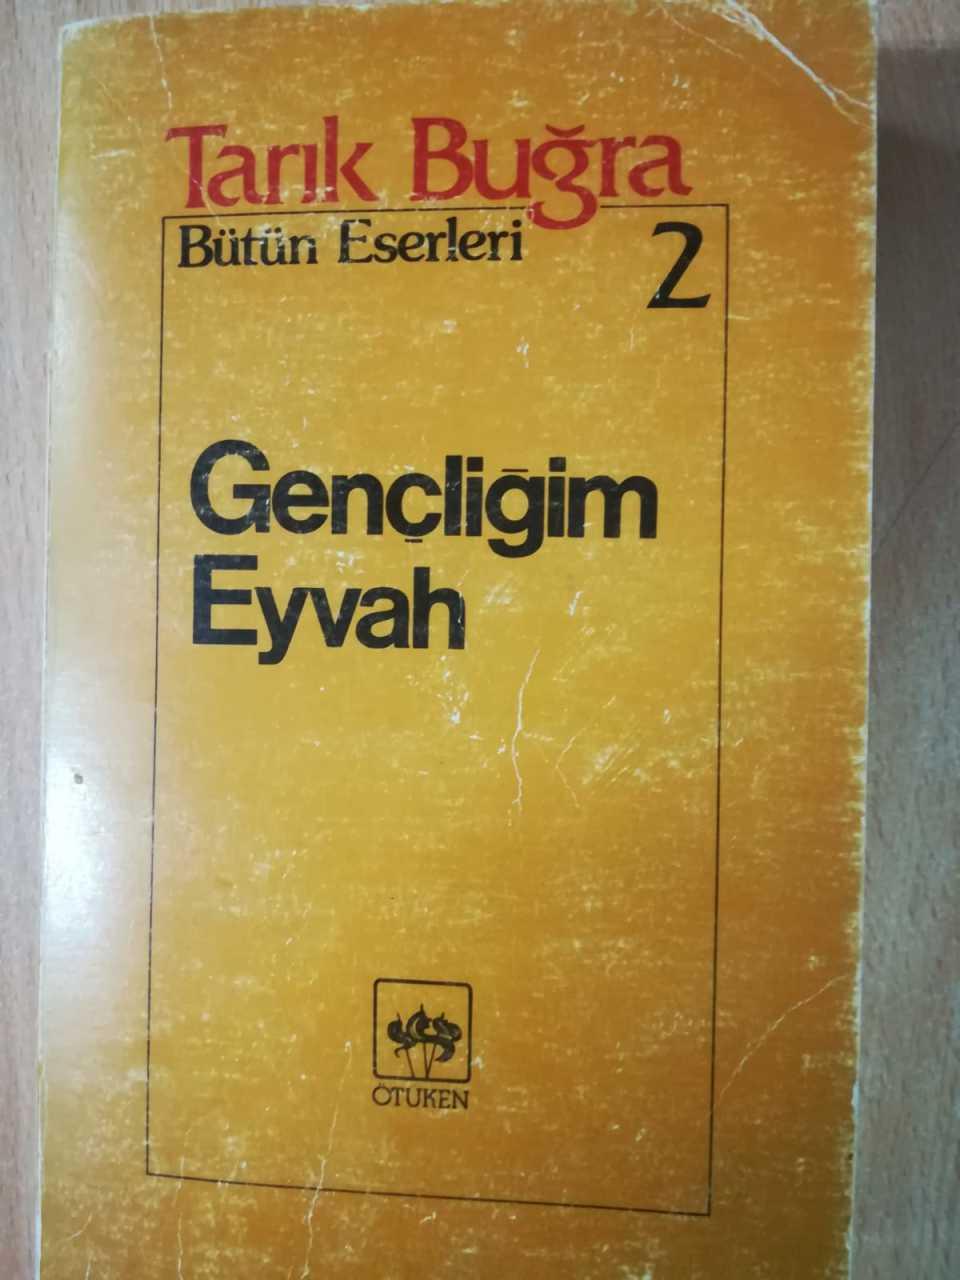 Tarık Buğra
Bütün Eserleri
2
Gençliğim
Eyvah
ÖTÜKEN